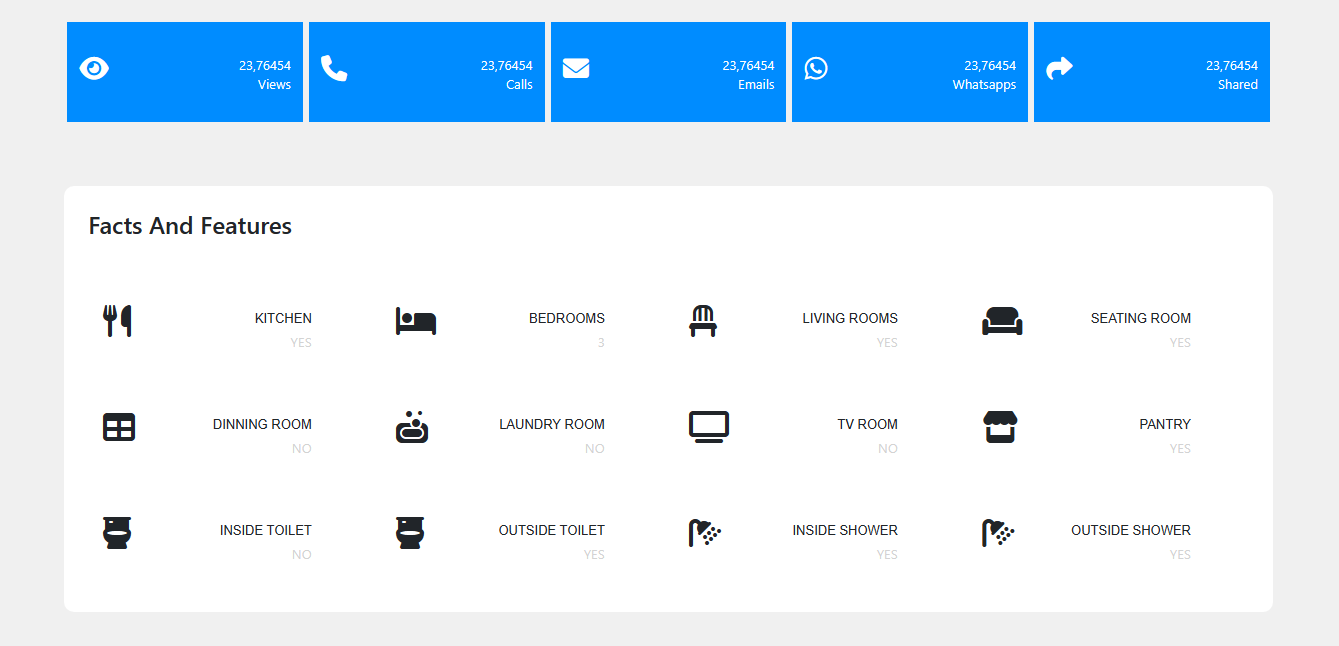 23,76454
Views
23,76454
Calls
23,76454
Emails
23,76454
Whatsapps
23,76454
Shared
Facts And Features
KITCHEN
YES
BEDROOMS
3
LIVING ROOMS
YES
SEATING ROOM
YES
DINNING ROOM
NO
LAUNDRY ROOM
NO
TV ROOM
NO
PANTRY
YES
INSIDE TOILET
NO
OUTSIDE TOILET
YES
INSIDE SHOWER
YES
OUTSIDE SHOWER
YES